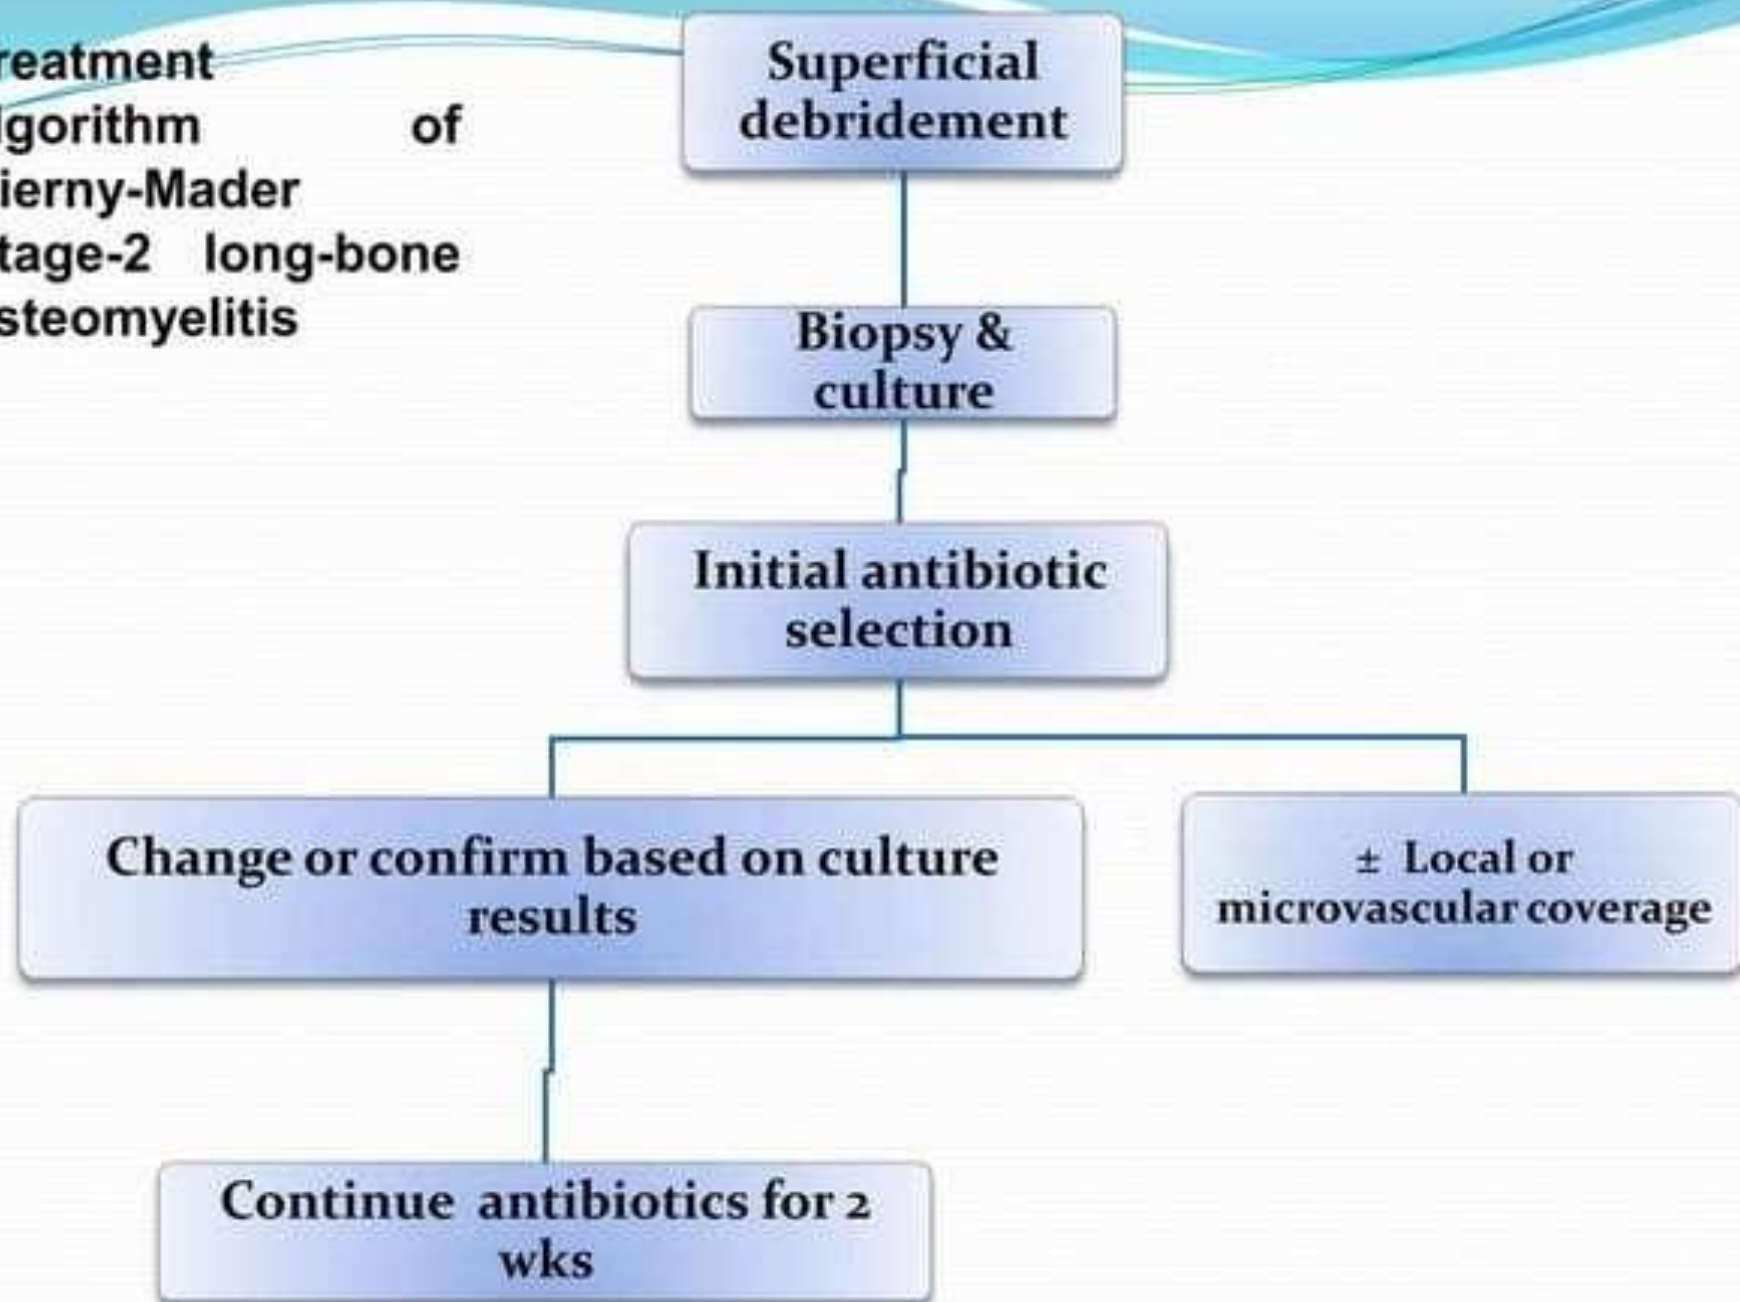 reatment
lgorithm of
ierny-Mader
tage-2 long-bone
steomyelitis
Superficial
debridement
Biopsy &
culture
Initial antibiotic
selection
Change or confirm based on culture
results
± Local or
microvascular coverage
Continue antibiotics for 2
wks